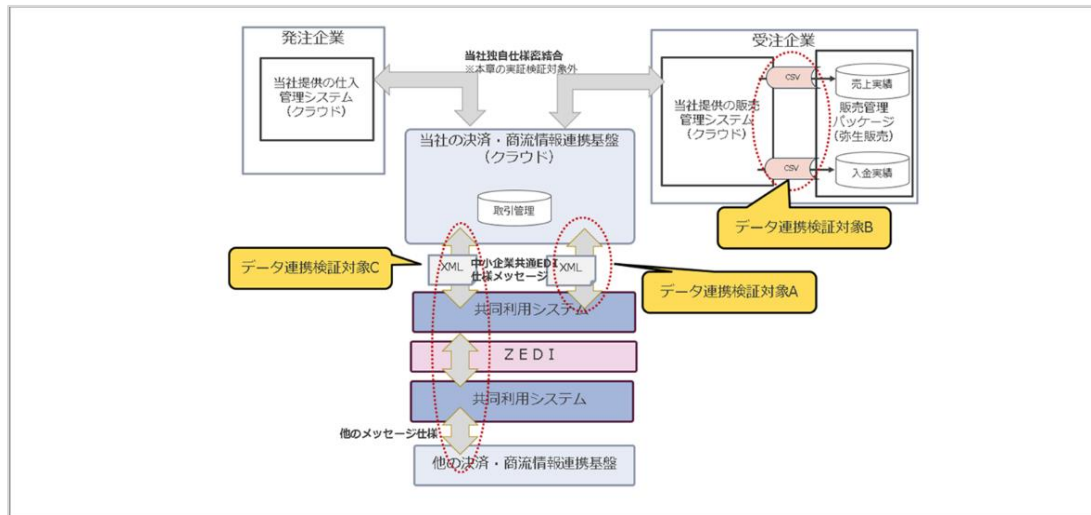 発注企業
当社提供の仕入
管理システム
(クラウド)
当社独自仕様密結合
※本章の実証検証対象外
受注企業
当社提供の販売
管理システム
(クラウド)
CSV
売上実績
販売管理
パッケージ
(弥生販売)
CSV
入金実績
当社の決済・商流情報連携基盤
(クラウド)
取引管理
データ連携検証対象B
データ連携検証対象C
XML
中小企業共通EDI
仕様メッセージ
XML
データ連携検証対象A
共同利用システム
ZEDI
共同利用システム
他のメッセージ仕様
他の決済・商流情報連携基盤